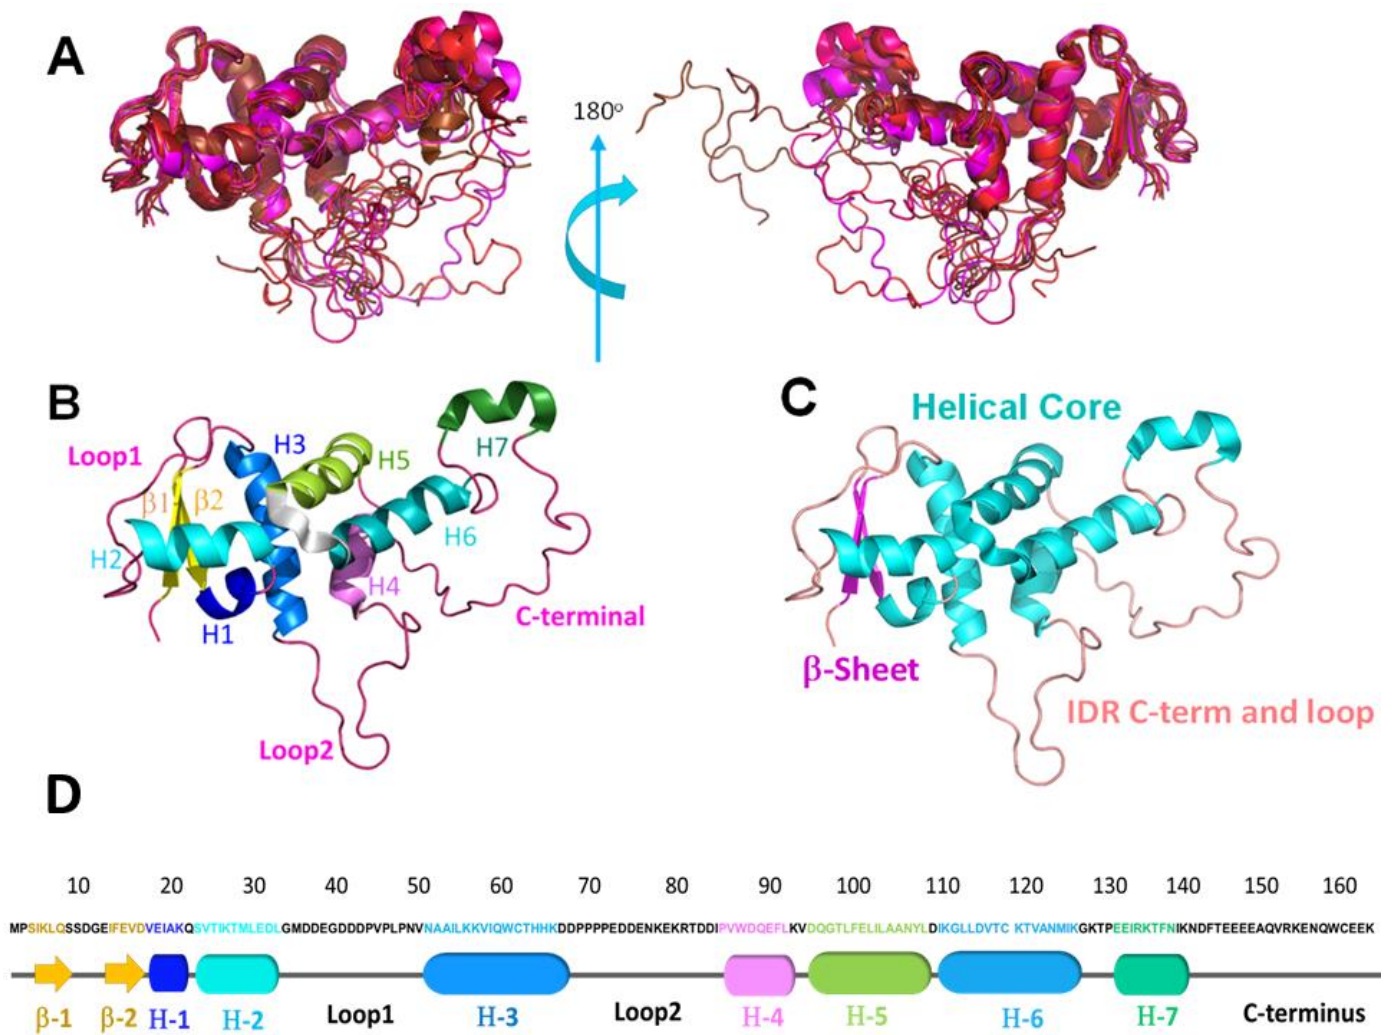 A
180°
B
C
Helical Core
Loop1
H3
H5
H7
β1
β2
H2
H6
H4
H1
C-terminal
Loop2
β-Sheet
IDR C-term and loop
D
10 20 30 40 50 60 70 80 90 100 110 120 130 140 150 160
MPSIKLQSSDGEIFEVDVEIAKQSVTIKTMLEDLGMDDEGDDDPVPLPNVNAAILKKVIQWCTHHKDDPPPPEDDENKEKRTDDIPVWDQEFLKVDQGTLFELILAANYLDIKGLLDVTC KTVANMIKGKTPEEIRKTFNIKNDFTEEEEAQVRKENQWCEEK
β-1 β-2 H-1 H-2 Loop1 H-3 Loop2 H-4 H-5 H-6 H-7 C-terminus